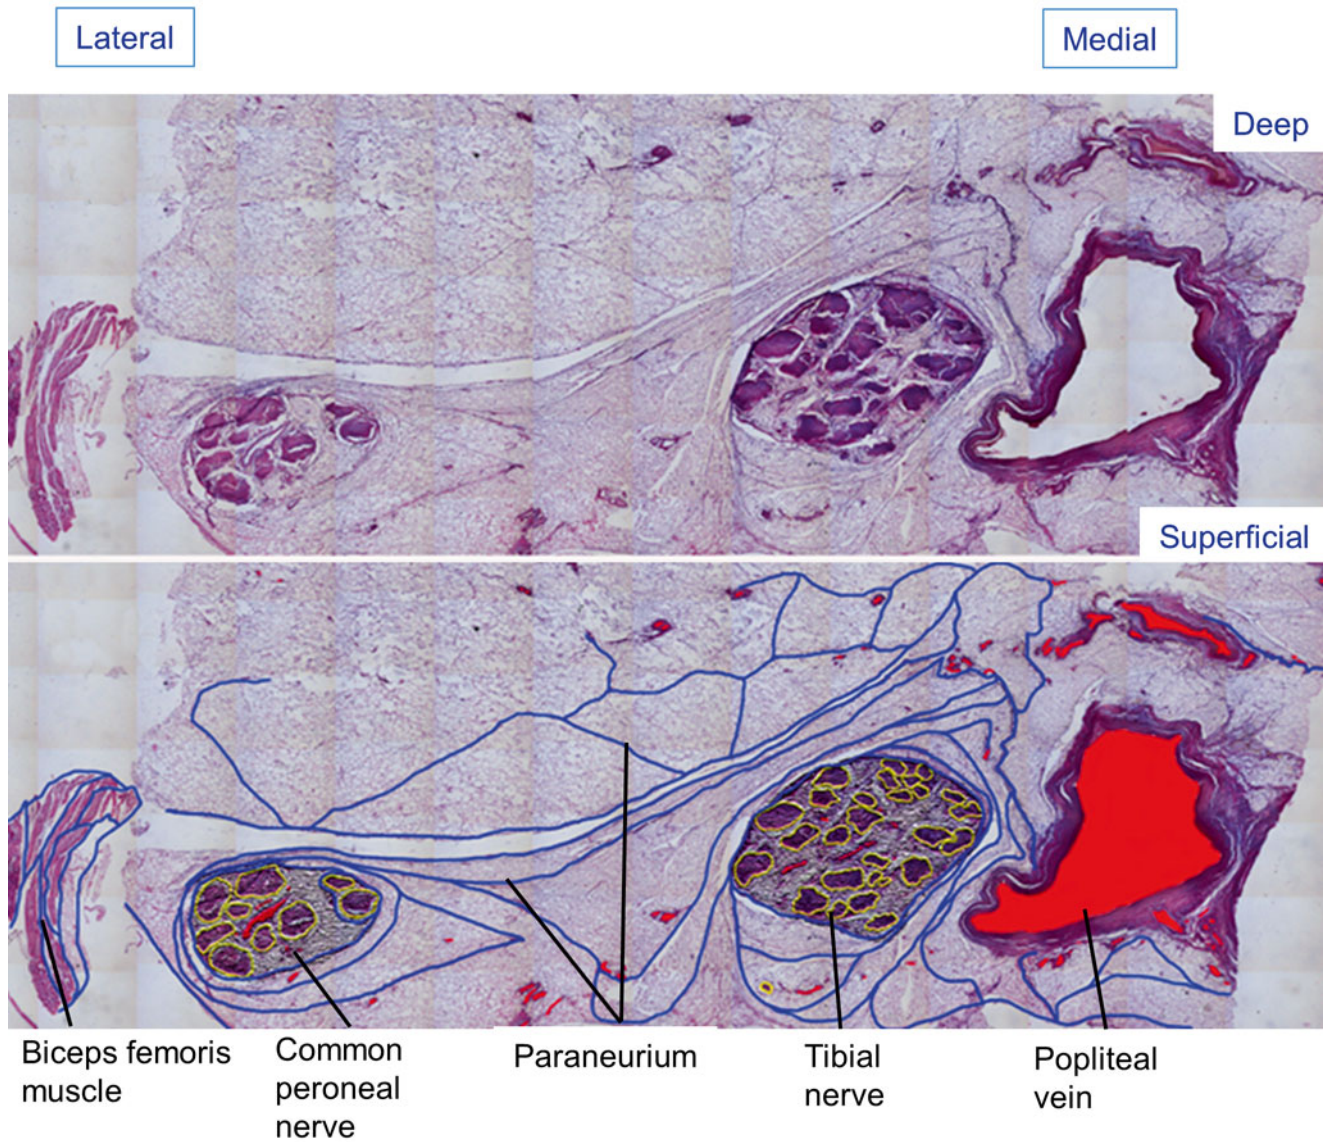 Lateral
Medial
Deep
Superficial
Biceps femoris
muscle
Common
peroneal
nerve
Paraneurium
Tibial
nerve
Popliteal
vein